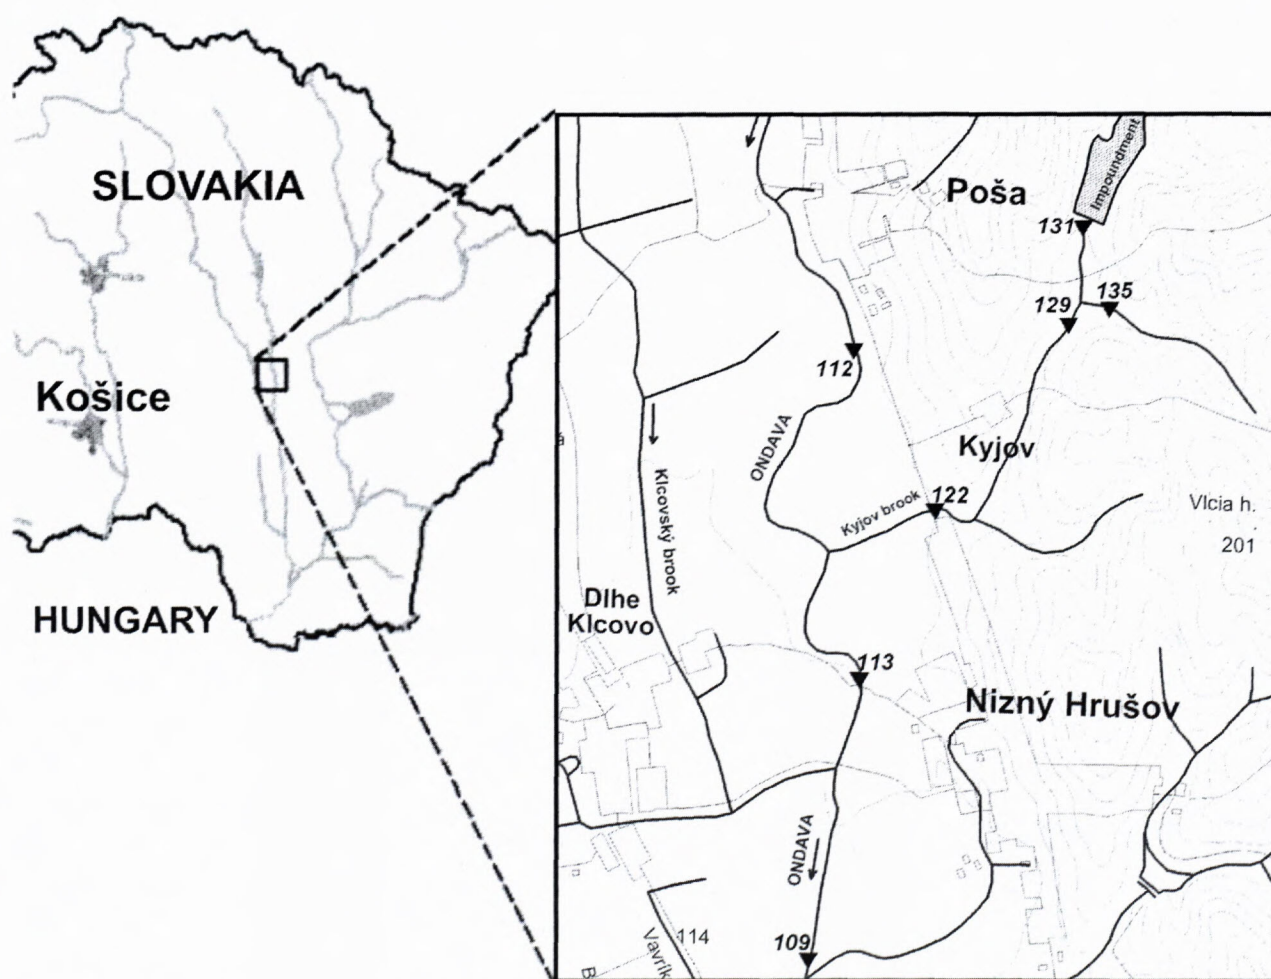 SLOVAKIA
Košice
HUNGARY
Impoundment
Poša
131
129
135
112
ONDAVA
Kyjov
122
Kyjov brook
Vlcia h.
201
Klcovský brook
Dlhe
Klcovo
113
Nizný Hrušov
ONDAVA
109
114
Vavrik
B